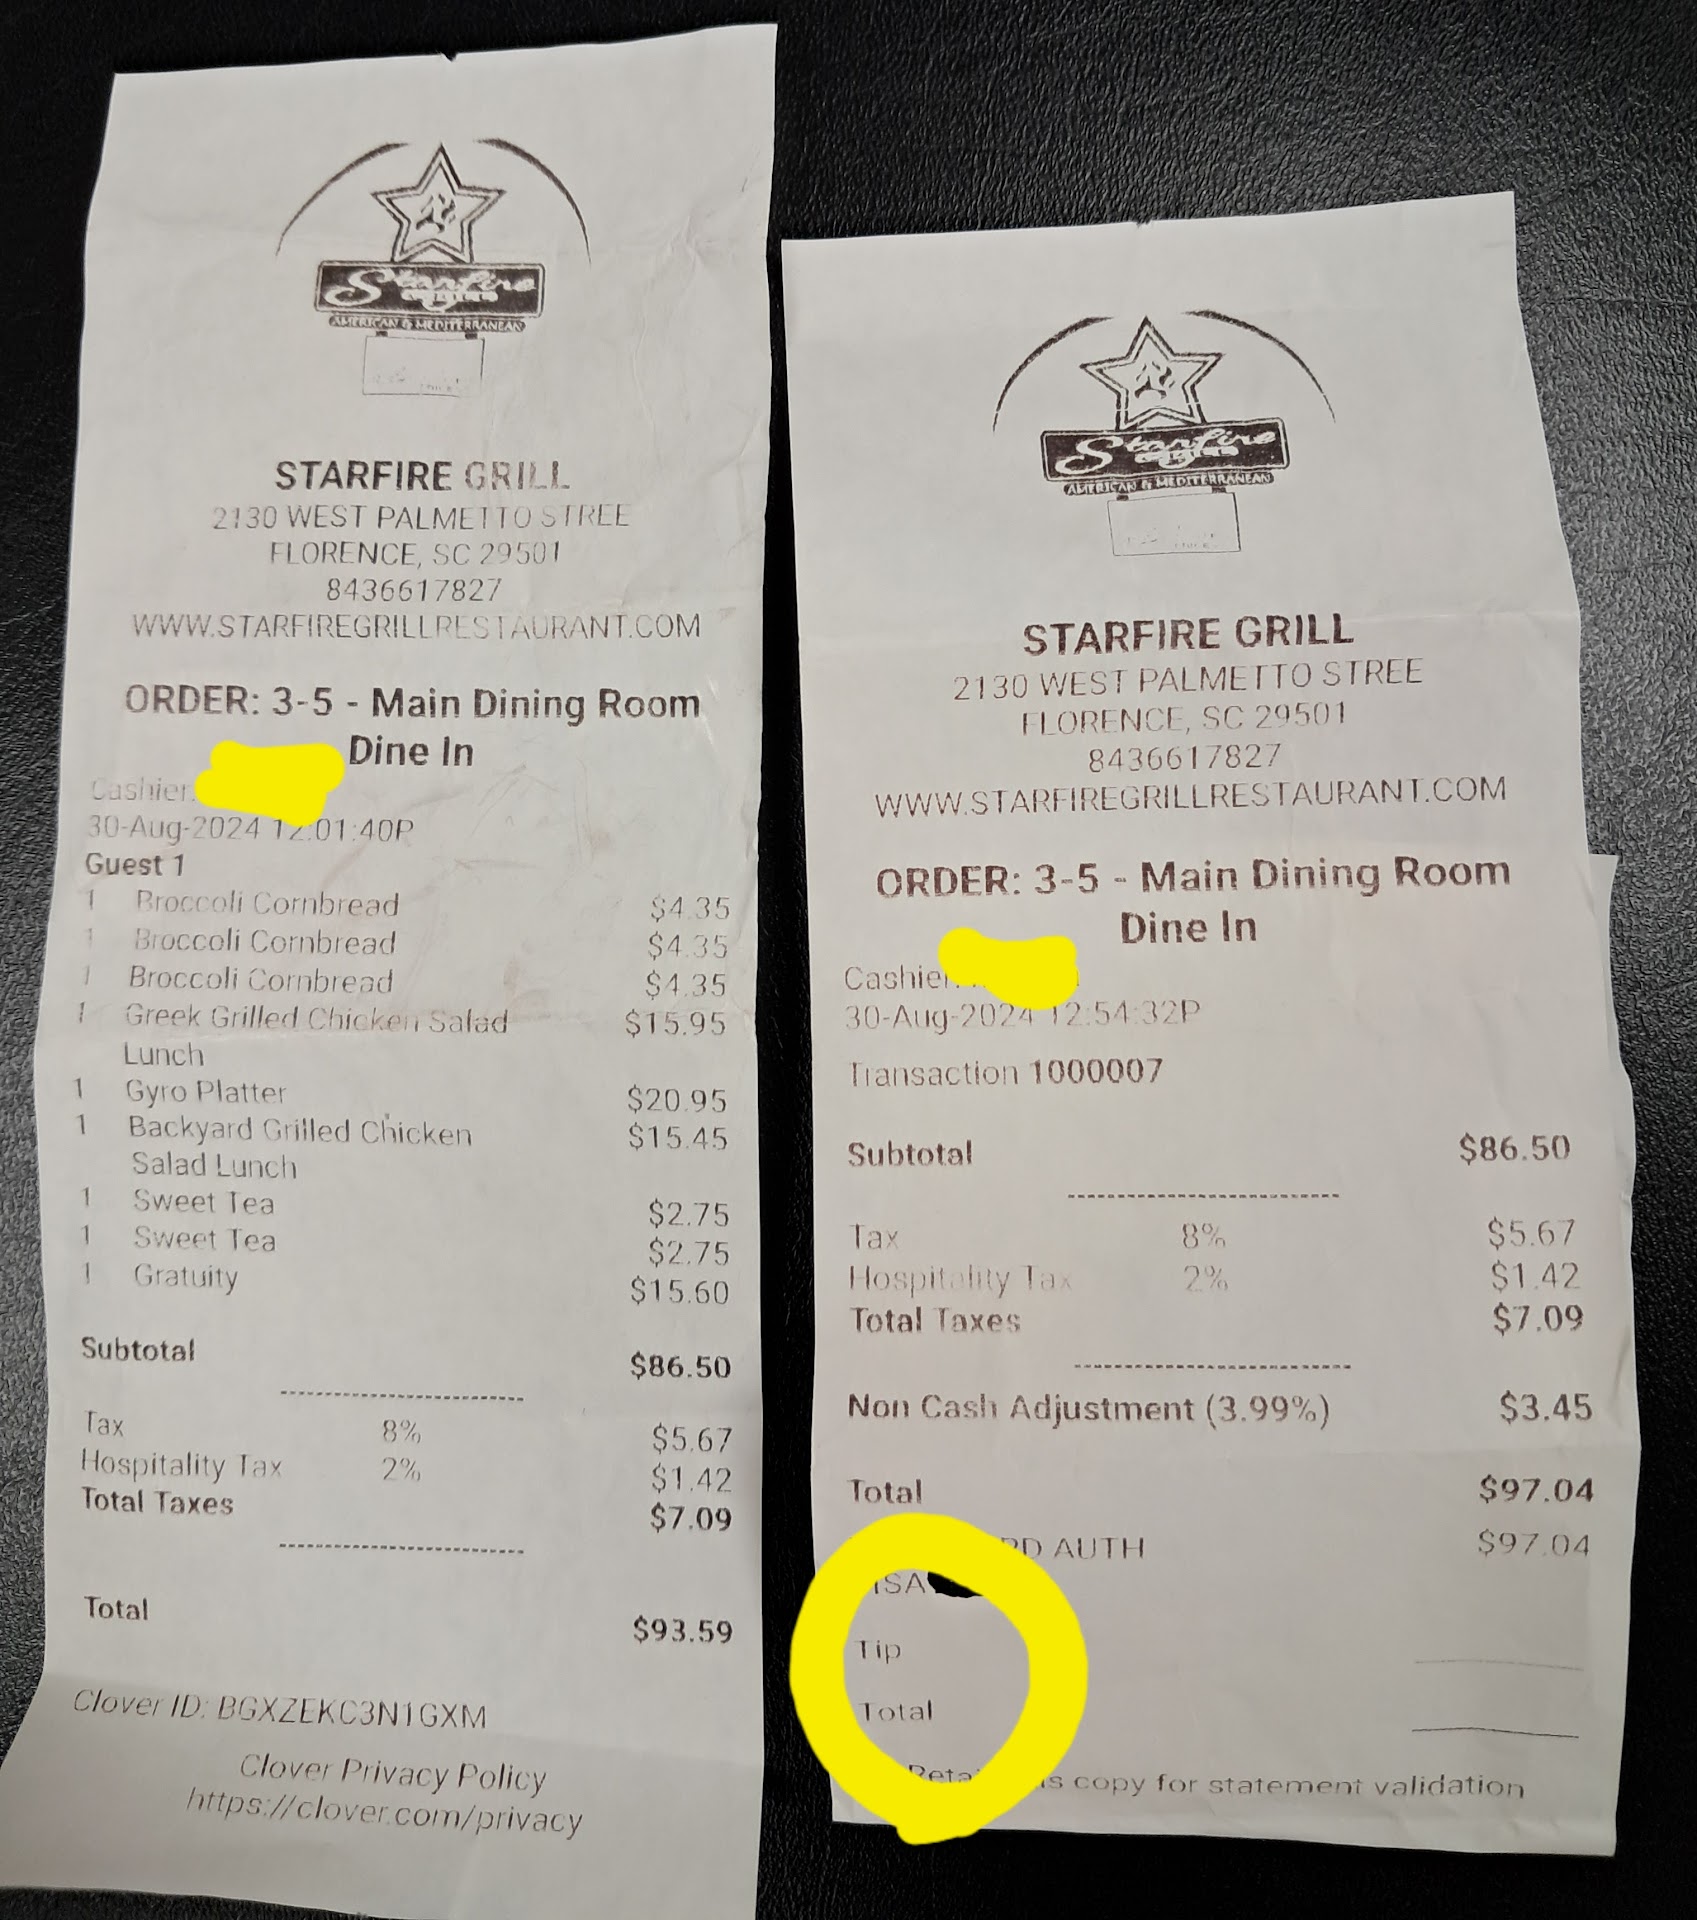 Starfire
GRILLE
AMERICAN & MEDITERRANEAN
STARFIRE GRILL
2130 WEST PALMETTO STREE
FLORENCE, SC 29501
8436617827
WWW.STARFIREGRILLRESTAURANT.COM
ORDER: 3-5 - Main Dining Room
Dine In
Cashier:
30-Aug-2024 12:01:40P
Guest 1
1 Broccoli Cornbread $4.35
1 Broccoli Cornbread $4.35
1 Broccoli Cornbread $4.35
1 Greek Grilled Chicken Salad $15.95
Lunch
1 Gyro Platter $20.95
1 Backyard Grilled Chicken $15.45
Salad Lunch
1 Sweet Tea $2.75
1 Sweet Tea $2.75
1 Gratuity $15.60
Subtotal $86.50
Tax 8% $5.67
Hospitality Tax 2% $1.42
Total Taxes $7.09
Total $93.59
Clover ID: BGXZEKC3N1GXM
Clover Privacy Policy
https://clover.com/privacy
Starfire
AMERICAN & MEDITERRANEAN
STARFIRE GRILL
2130 WEST PALMETTO STREE
FLORENCE, SC 29501
8436617827
WWW.STARFIREGRILLRESTAURANT.COM
ORDER: 3-5 - Main Dining Room
Dine In
Cashier
30-Aug-2024 12:54:32P
Transaction 1000007
Subtotal $86.50
Tax 8% $5.67
Hospitality Tax 2% $1.42
Total Taxes $7.09
Non Cash Adjustment (3.99%) $3.45
Total $97.04
AUTH $97.04
Tip
Total
copy for statement validation